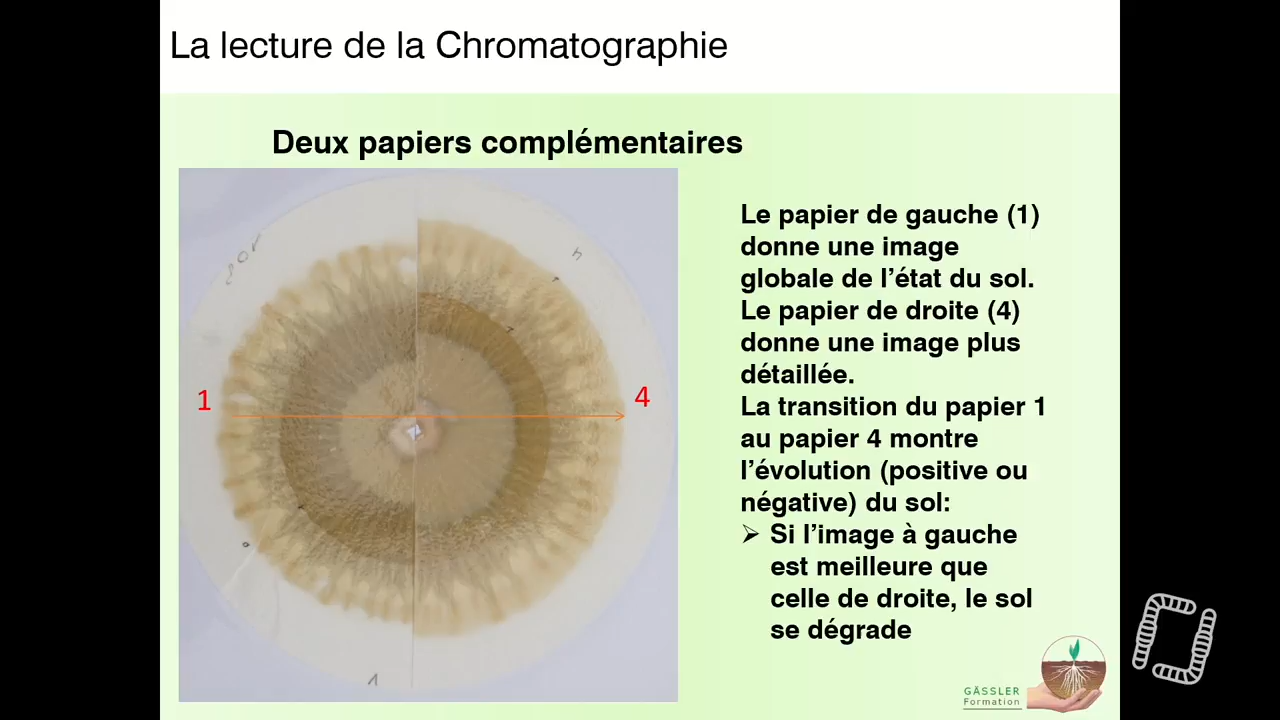 La lecture de la Chromatographie
Deux papiers complémentaires
Le papier de gauche (1)
donne une image
globale de l'état du sol.
Le papier de droite (4)
donne une image plus
détaillée.
La transition du papier 1
au papier 4 montre
l'évolution (positive ou
négative) du sol:
➢ Si l'image à gauche
est meilleure que
celle de droite, le sol
se dégrade
1
4
4
1
GÄSSLER
Formation